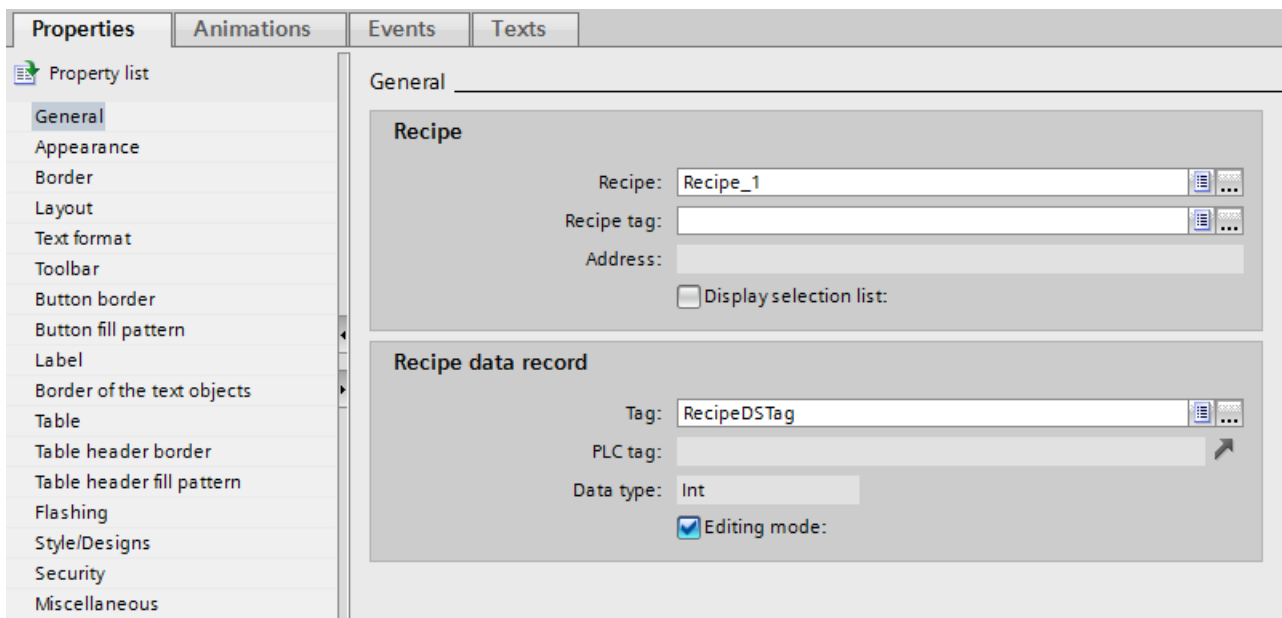 Properties Animations Events Texts
Property list
General
Appearance
Border
Layout
Text format
Toolbar
Button border
Button fill pattern
Label
Border of the text objects
Table
Table header border
Table header fill pattern
Flashing
Style/Designs
Security
Miscellaneous
General
Recipe
Recipe: Recipe_1 ...
Recipe tag: ...
Address:
Display selection list:
Recipe data record
Tag: RecipeDSTag ...
PLC tag:
Data type: Int
Editing mode: